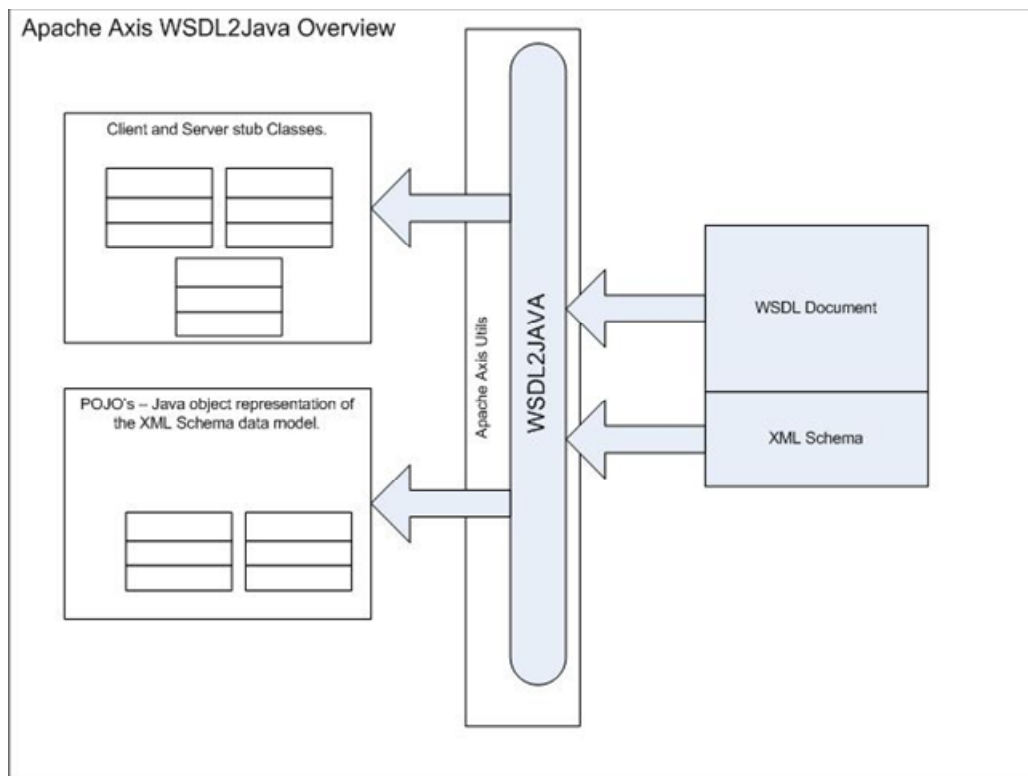 Apache Axis WSDL2Java Overview
Client and Server stub Classes.
POJO's – Java object representation of
the XML Schema data model.
Apache Axis Utils
WSDL2JAVA
WSDL Document
XML Schema